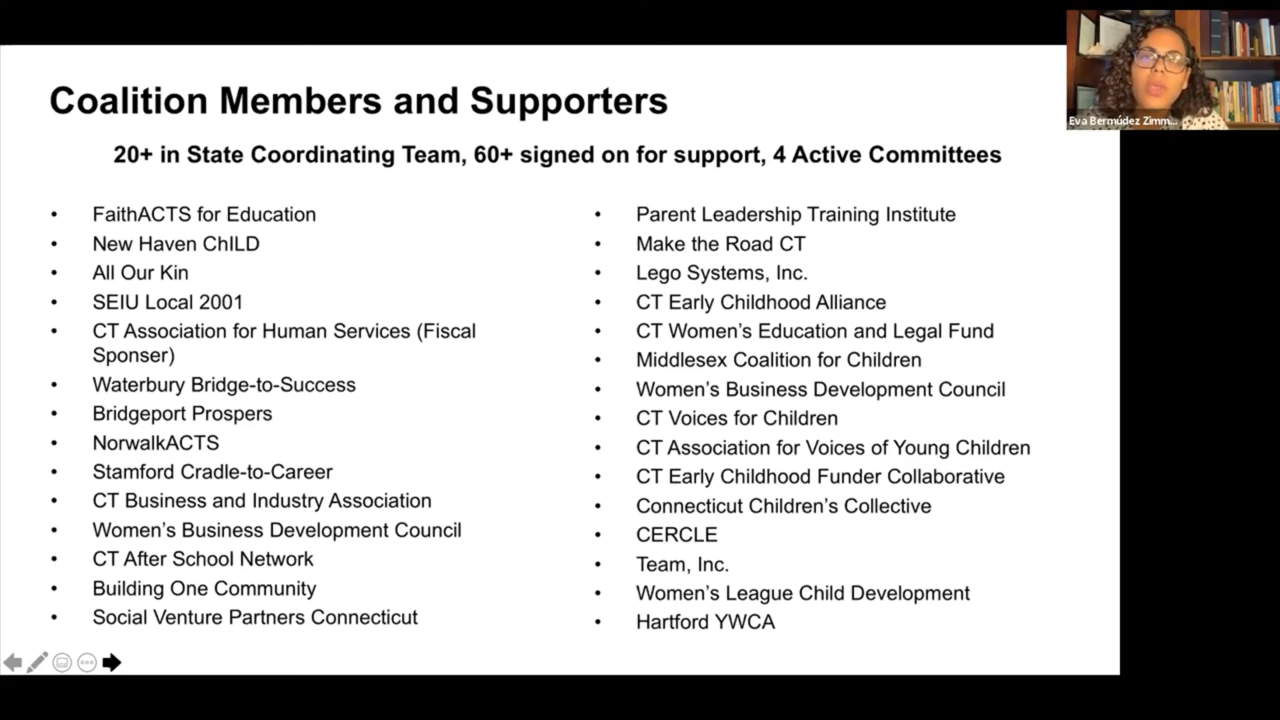 Coalition Members and Supporters
20+ in State Coordinating Team, 60+ signed on for support, 4 Active Committees
• FaithACTS for Education
• New Haven ChILD
• All Our Kin
• SEIU Local 2001
• CT Association for Human Services (Fiscal
Sponser)
• Waterbury Bridge-to-Success
• Bridgeport Prospers
• NorwalkACTS
• Stamford Cradle-to-Career
• CT Business and Industry Association
• Women's Business Development Council
• CT After School Network
• Building One Community
• Social Venture Partners Connecticut
• Parent Leadership Training Institute
• Make the Road CT
• Lego Systems, Inc.
• CT Early Childhood Alliance
• CT Women's Education and Legal Fund
• Middlesex Coalition for Children
• Women's Business Development Council
• CT Voices for Children
• CT Association for Voices of Young Children
• CT Early Childhood Funder Collaborative
• Connecticut Children's Collective
• CERCLE
• Team, Inc.
• Women's League Child Development
• Hartford YWCA
Eva Bermúdez Zimm...